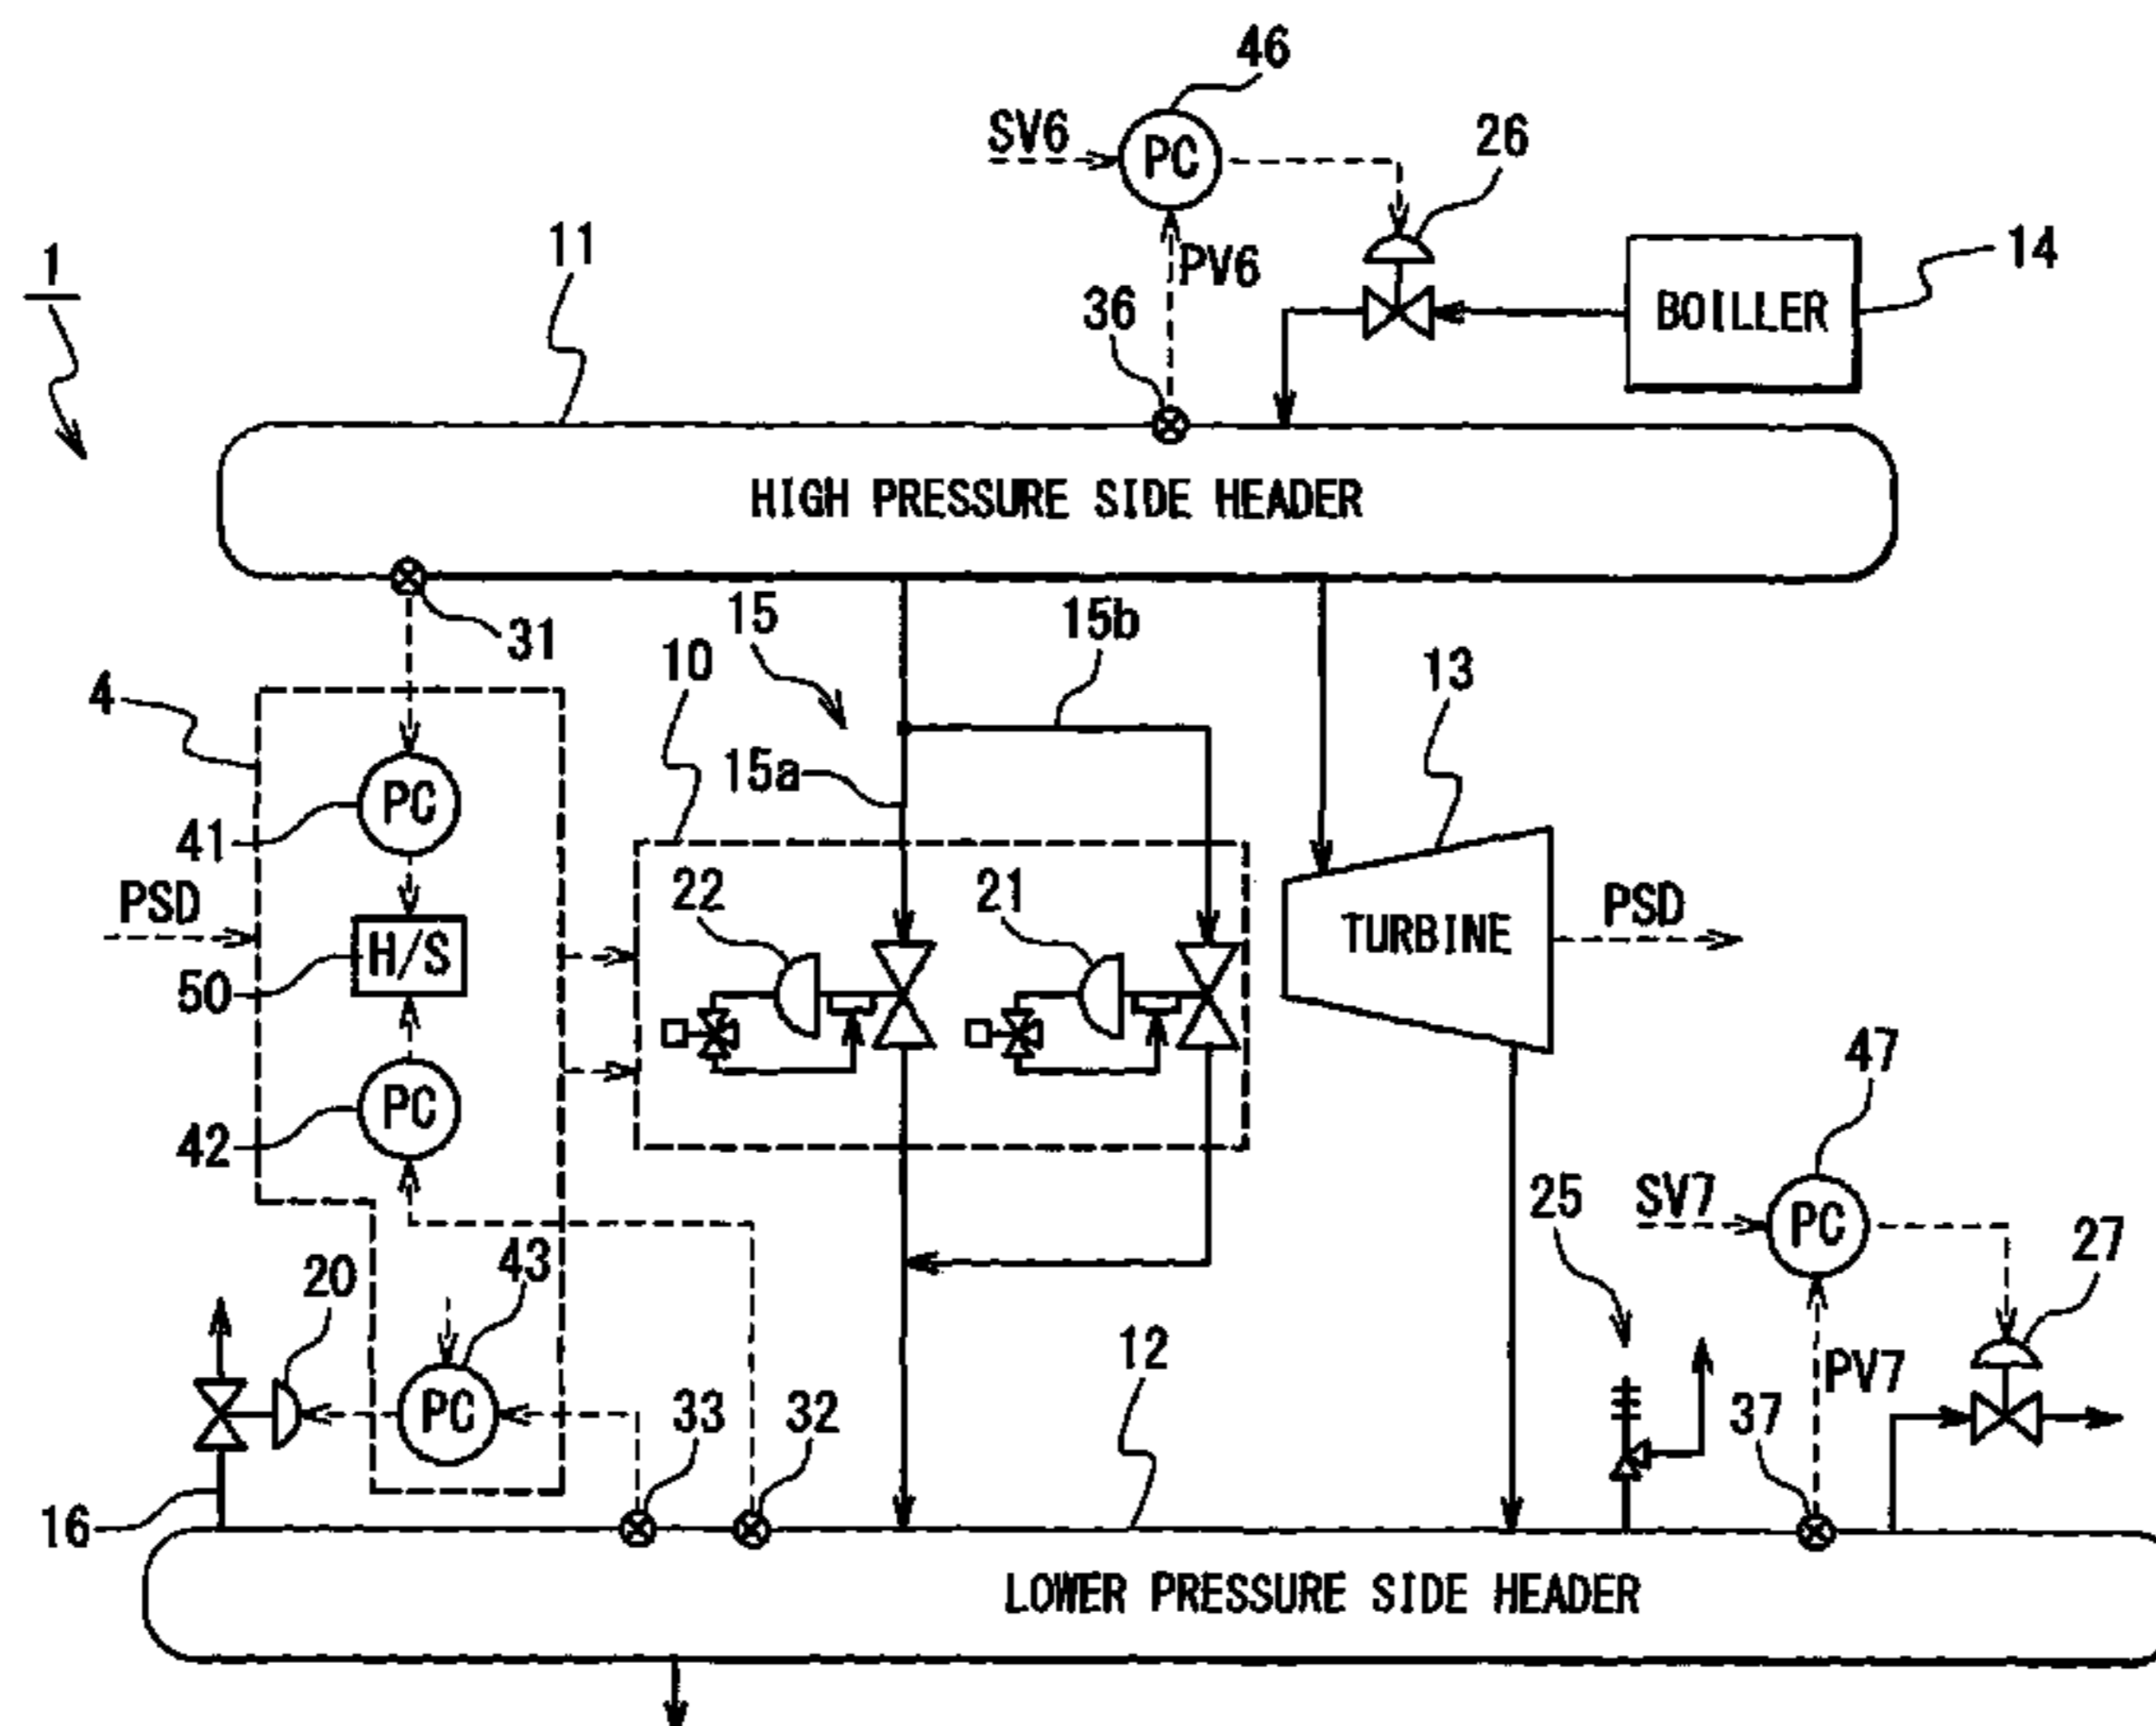 46
SV6
PC
26
1
11
PV6
14
36
BOILLER
HIGH PRESSURE SIDE HEADER
31
15
15b
10
13
4
15a
PC
41
22
21
PSD
PSD
H/S
TURBINE
50
47
PC
42
25
SV7
PC
43
20
27
12
PV7
PC
33
32
37
16
LOWER PRESSURE SIDE HEADER